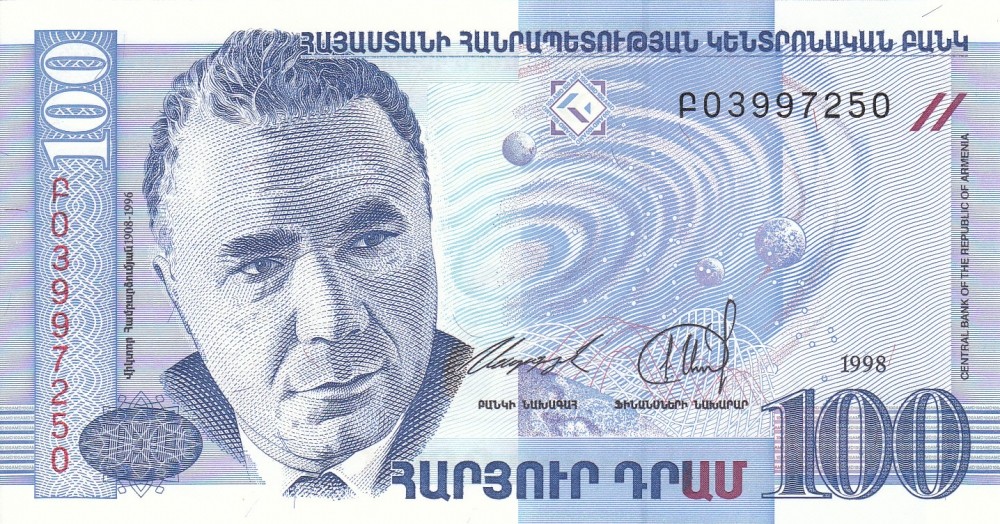 100
ՀԱՅԱՍՏԱՆԻ ՀԱՆՐԱՊԵՏՈՒԹՅԱՆ ԿԵՆՏՐՈՆԱԿԱՆ ԲԱՆԿ
Բ03997250
Բ03997250
Վիկտոր Համբարձումյան 1908-1996
CENTRAL BANK OF THE REPUBLIC OF ARMENIA
1998
ԲԱՆԿԻ ՆԱԽԱԳԱՀ
ՖԻՆԱՆՍՆԵՐԻ ՆԱԽԱՐԱՐ
ՀԱՐՅՈՒՐ ԴՐԱՄ
100